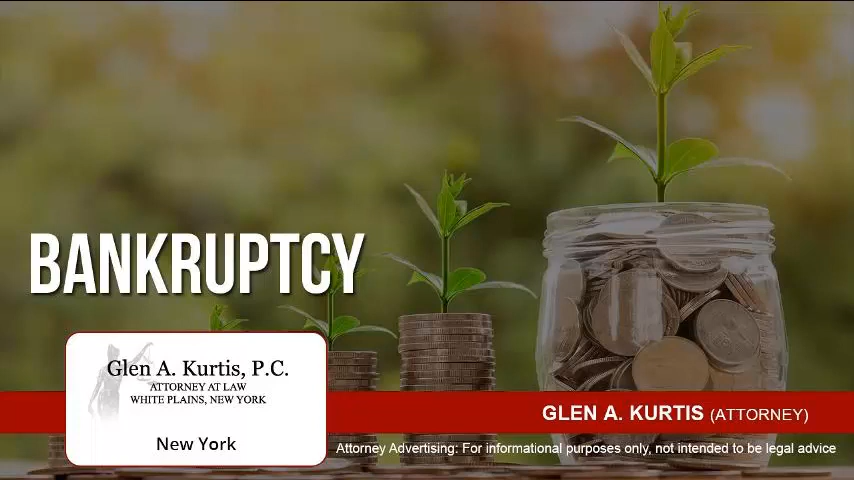 BANKRUPTCY
Glen A. Kurtis, P.C.
ATTORNEY AT LAW
WHITE PLAINS, NEW YORK
New York
GLEN A. KURTIS (ATTORNEY)
Attorney Advertising: For informational purposes only, not intended to be legal advice